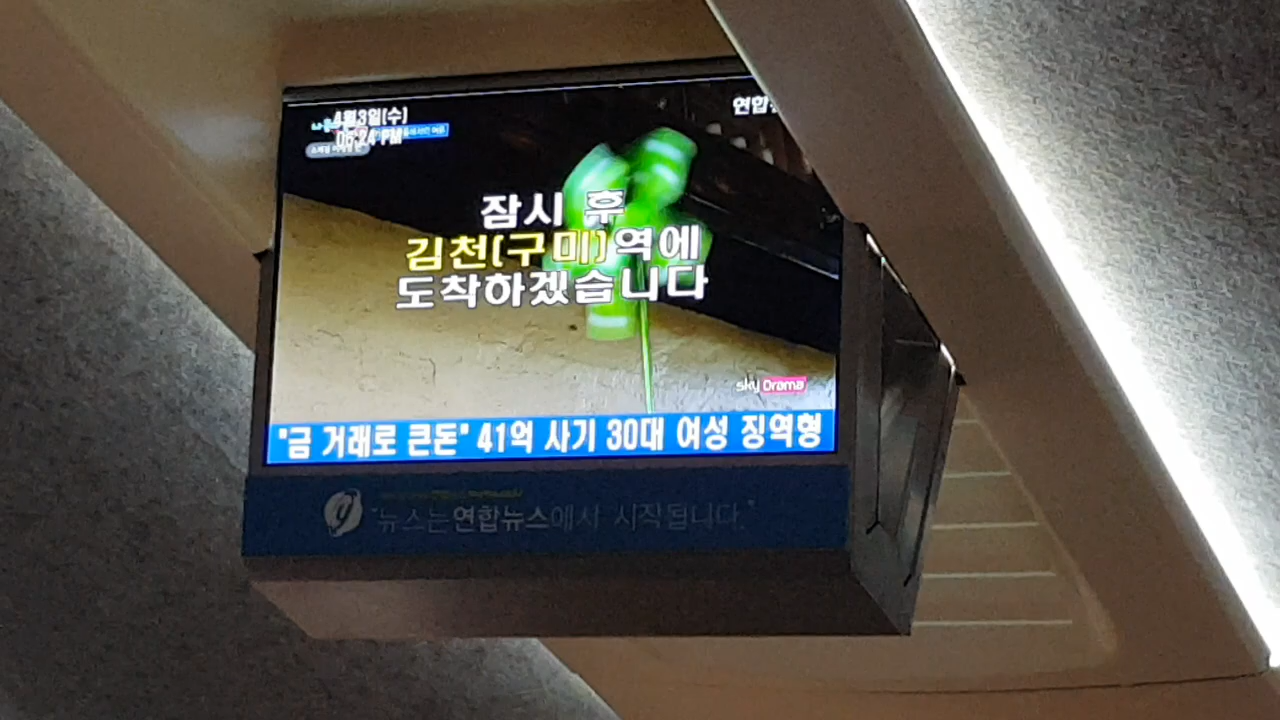 4월3일(수)
연합
06:24 PM
잠시 후
김천(구미)역에
도착하겠습니다
sky Drama
"금 거래로 큰돈" 41억 사기 30대 여성 징역형
"뉴스는 연합뉴스에서 시작됩니다."